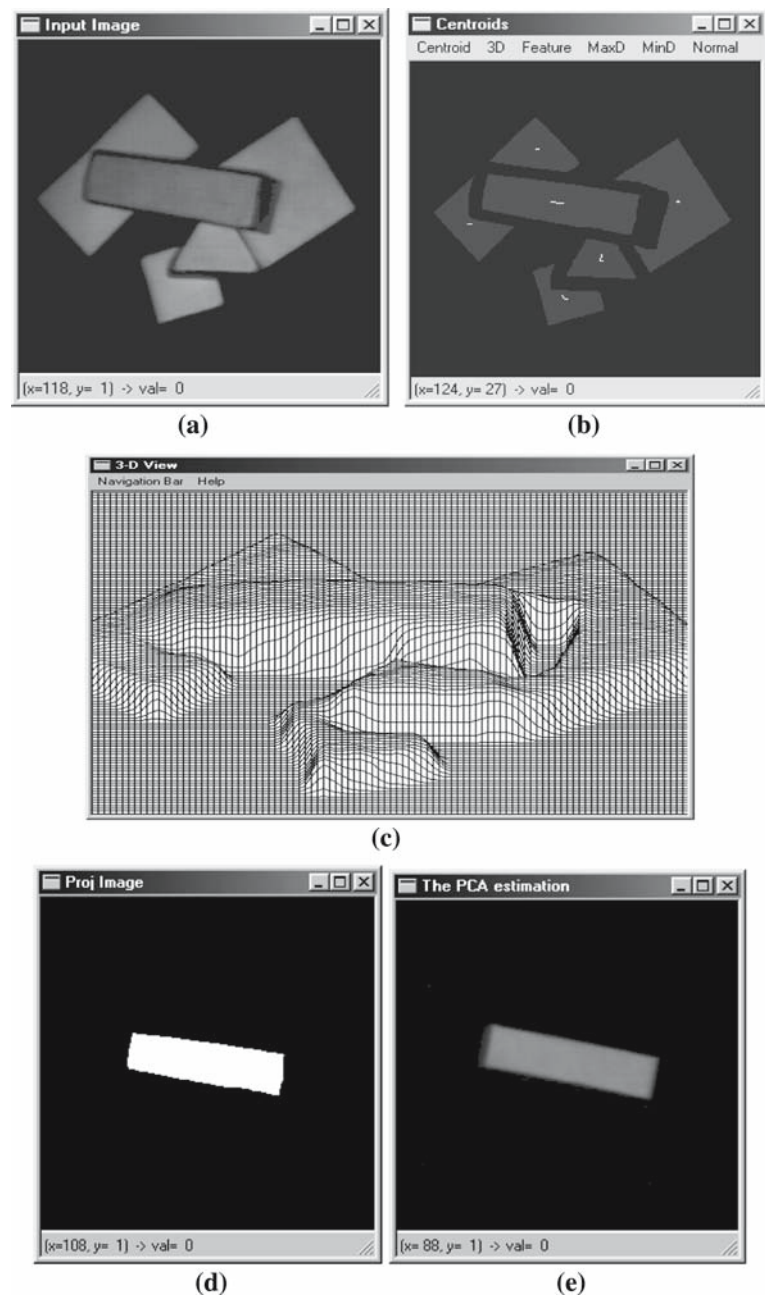 Input Image
Centroids
Centroid 3D Feature MaxD MinD Normal
(x=118, y= 1) -> val= 0
(x=124, y= 27) -> val= 0
(a)
(b)
3-D View
Navigation Bar Help
(c)
Proj Image
The PCA estimation
(x=108, y= 1) -> val= 0
(x= 88, y= 1) -> val= 0
(d)
(e)